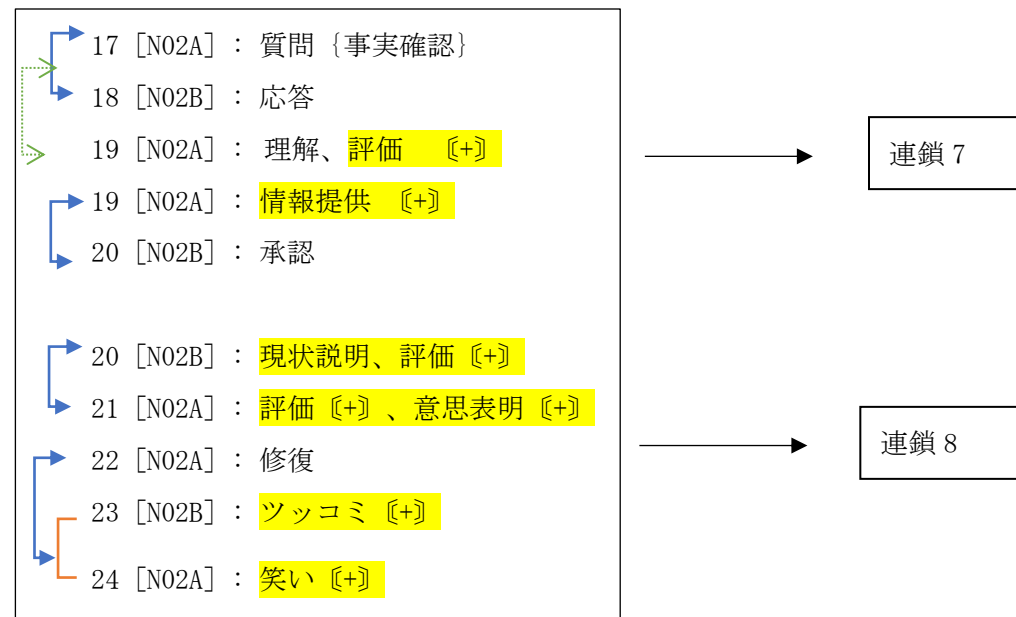 17 [N02A] : 質問 {事実確認}
18 [N02B] : 応答
19 [N02A] : 理解、評価 〔+〕
連鎖 7
19 [N02A] : 情報提供 〔+〕
20 [N02B] : 承認
20 [N02B] : 現状説明、評価〔+〕
21 [N02A] : 評価〔+〕、意思表明〔+〕
連鎖 8
22 [N02A] : 修復
23 [N02B] : ツッコミ〔+〕
24 [N02A] : 笑い〔+〕